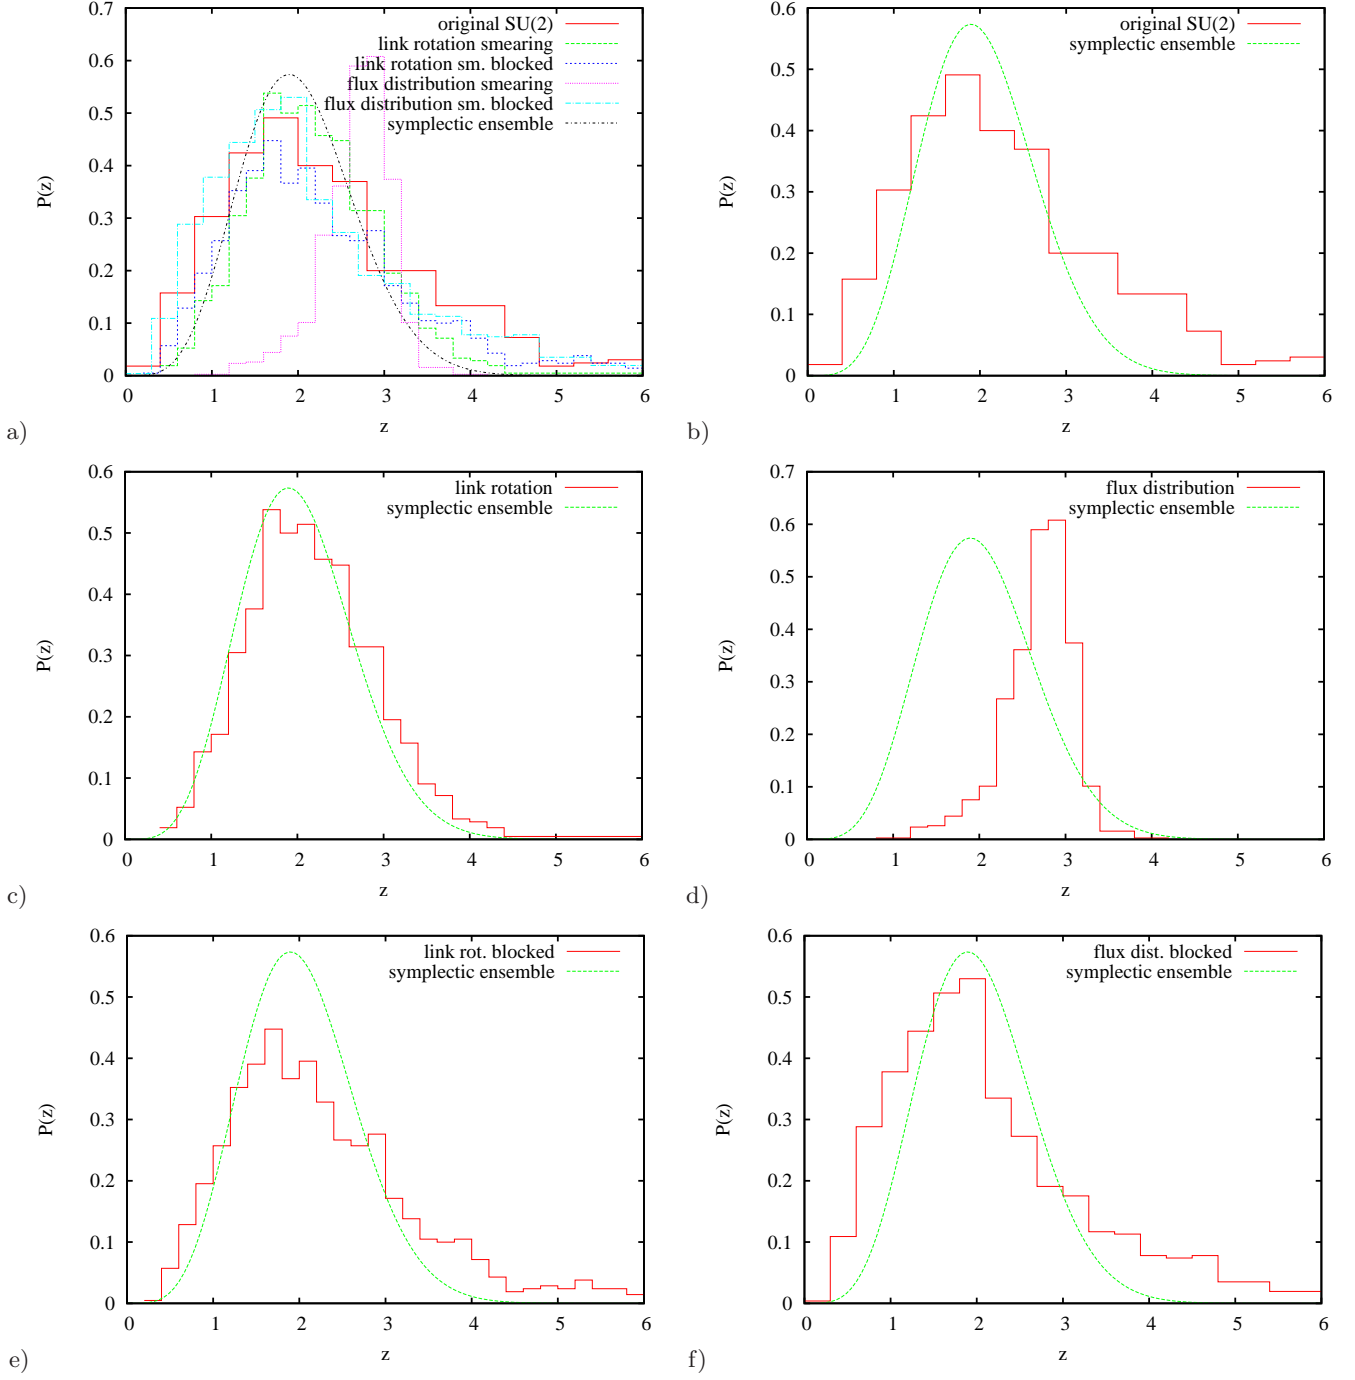 original SU(2)
link rotation smearing
link rotation sm. blocked
flux distribution smearing
flux distribution sm. blocked
symplectic ensemble
P(z)
0.7
0.6
0.5
0.4
0.3
0.2
0.1
0
0 1 2 3 4 5 6
z
a)
original SU(2)
symplectic ensemble
P(z)
0.6
0.5
0.4
0.3
0.2
0.1
0
0 1 2 3 4 5 6
z
b)
link rotation
symplectic ensemble
P(z)
0.6
0.5
0.4
0.3
0.2
0.1
0
0 1 2 3 4 5 6
z
c)
flux distribution
symplectic ensemble
P(z)
0.7
0.6
0.5
0.4
0.3
0.2
0.1
0
0 1 2 3 4 5 6
z
d)
link rot. blocked
symplectic ensemble
P(z)
0.6
0.5
0.4
0.3
0.2
0.1
0
0 1 2 3 4 5 6
z
e)
flux dist. blocked
symplectic ensemble
P(z)
0.6
0.5
0.4
0.3
0.2
0.1
0
0 1 2 3 4 5 6
z
f)